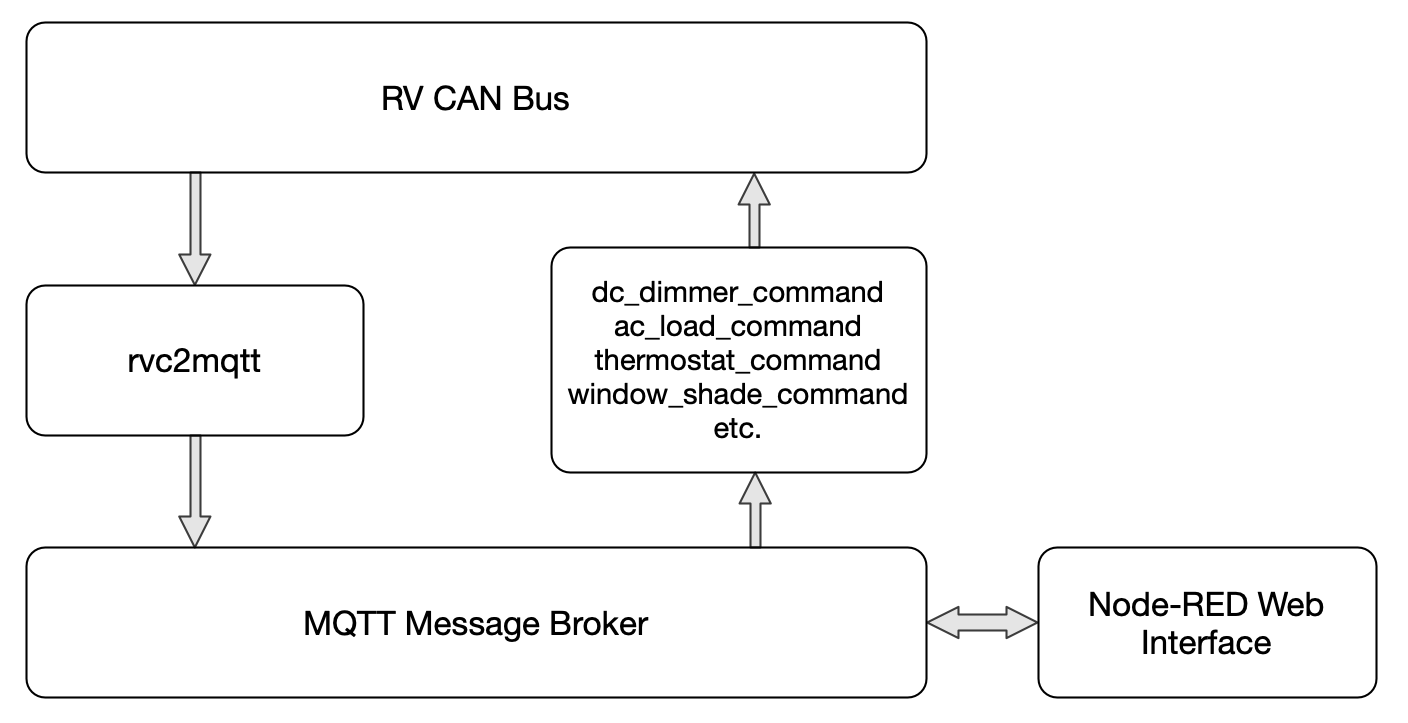 RV CAN Bus
rvc2mqtt
dc_dimmer_command
ac_load_command
thermostat_command
window_shade_command
etc.
MQTT Message Broker
Node-RED Web
Interface